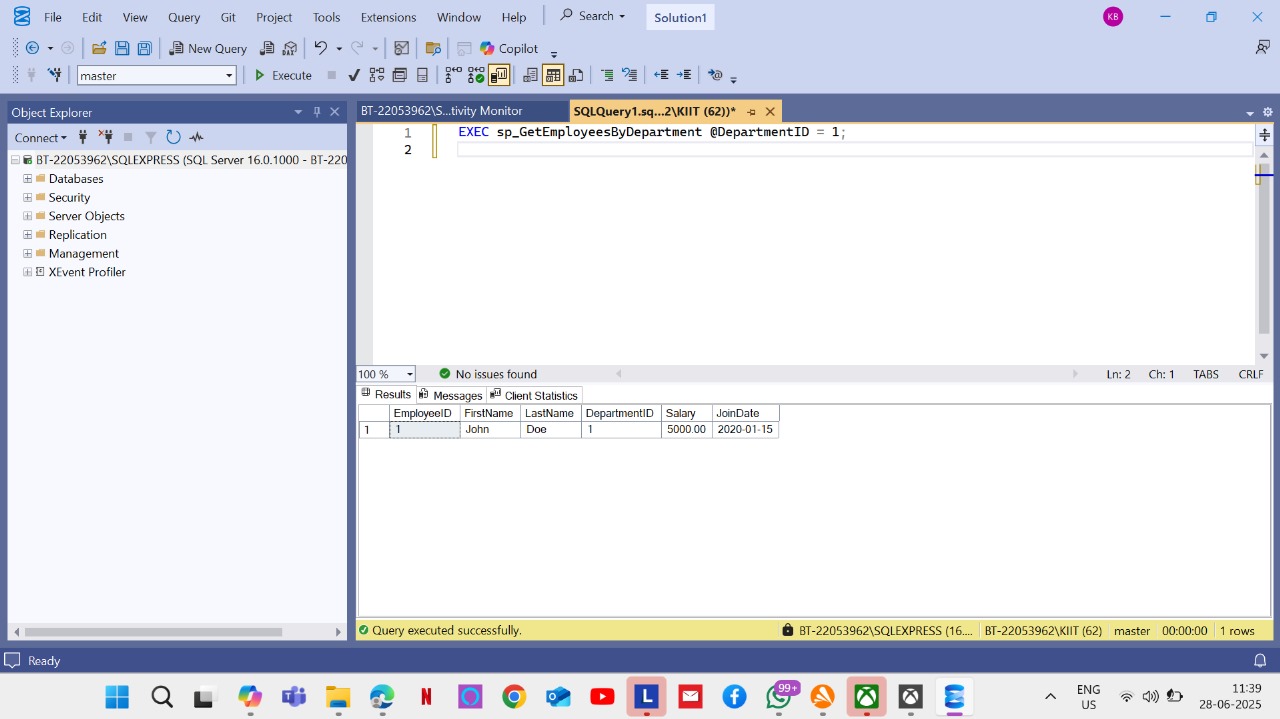 File Edit View Query Git Project Tools Extensions Window Help Search Solution1 KB
New Query Copilot
master Execute
Object Explorer
Connect
BT-22053962\SQLEXPRESS (SQL Server 16.0.1000 - BT-220
Databases
Security
Server Objects
Replication
Management
XEvent Profiler
BT-22053962\S...tivity Monitor SQLQuery1.sq...2\KIIT (62))*
1 EXEC sp_GetEmployeesByDepartment @DepartmentID = 1;
2
100 % No issues found Ln: 2 Ch: 1 TABS CRLF
Results Messages Client Statistics
EmployeeID FirstName LastName DepartmentID Salary JoinDate
1 1 John Doe 1 5000.00 2020-01-15
Query executed successfully. BT-22053962\SQLEXPRESS (16.... BT-22053962\KIIT (62) master 00:00:00 1 rows
Ready
N L 99+ ENG US 11:39
28-06-2025